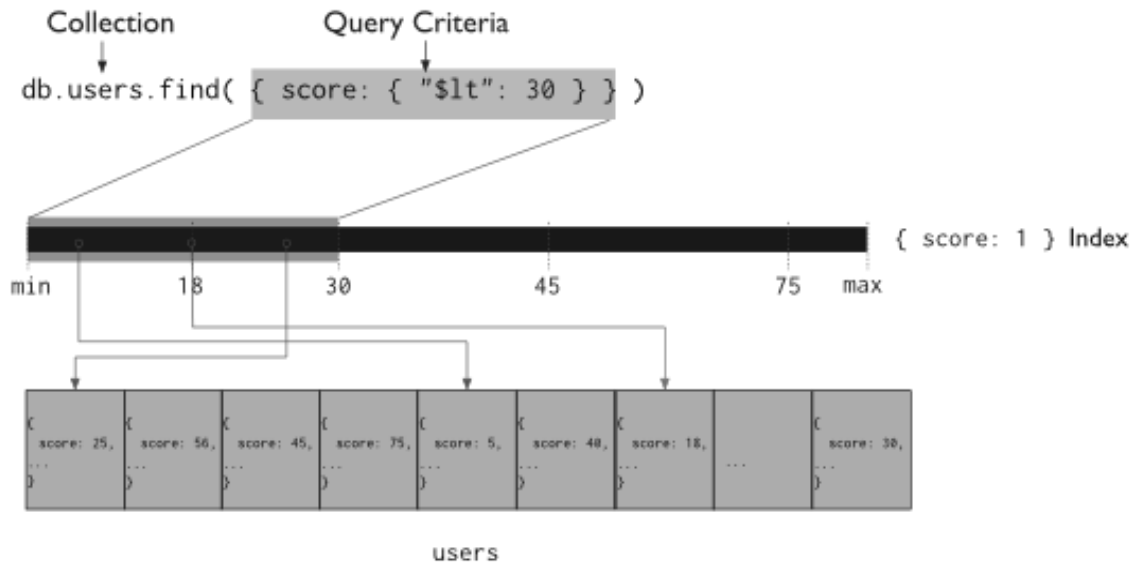 Collection Query Criteria
db.users.find( { score: { "$lt": 30 } } )
{ score: 1 } Index
min 18 30 45 75 max
{ { { { { { { {
score: 25, score: 56, score: 45, score: 75, score: 5, score: 40, score: 18, score: 30,
... ... ... ... ... ... ... ... ...
} } } } } } } }
users